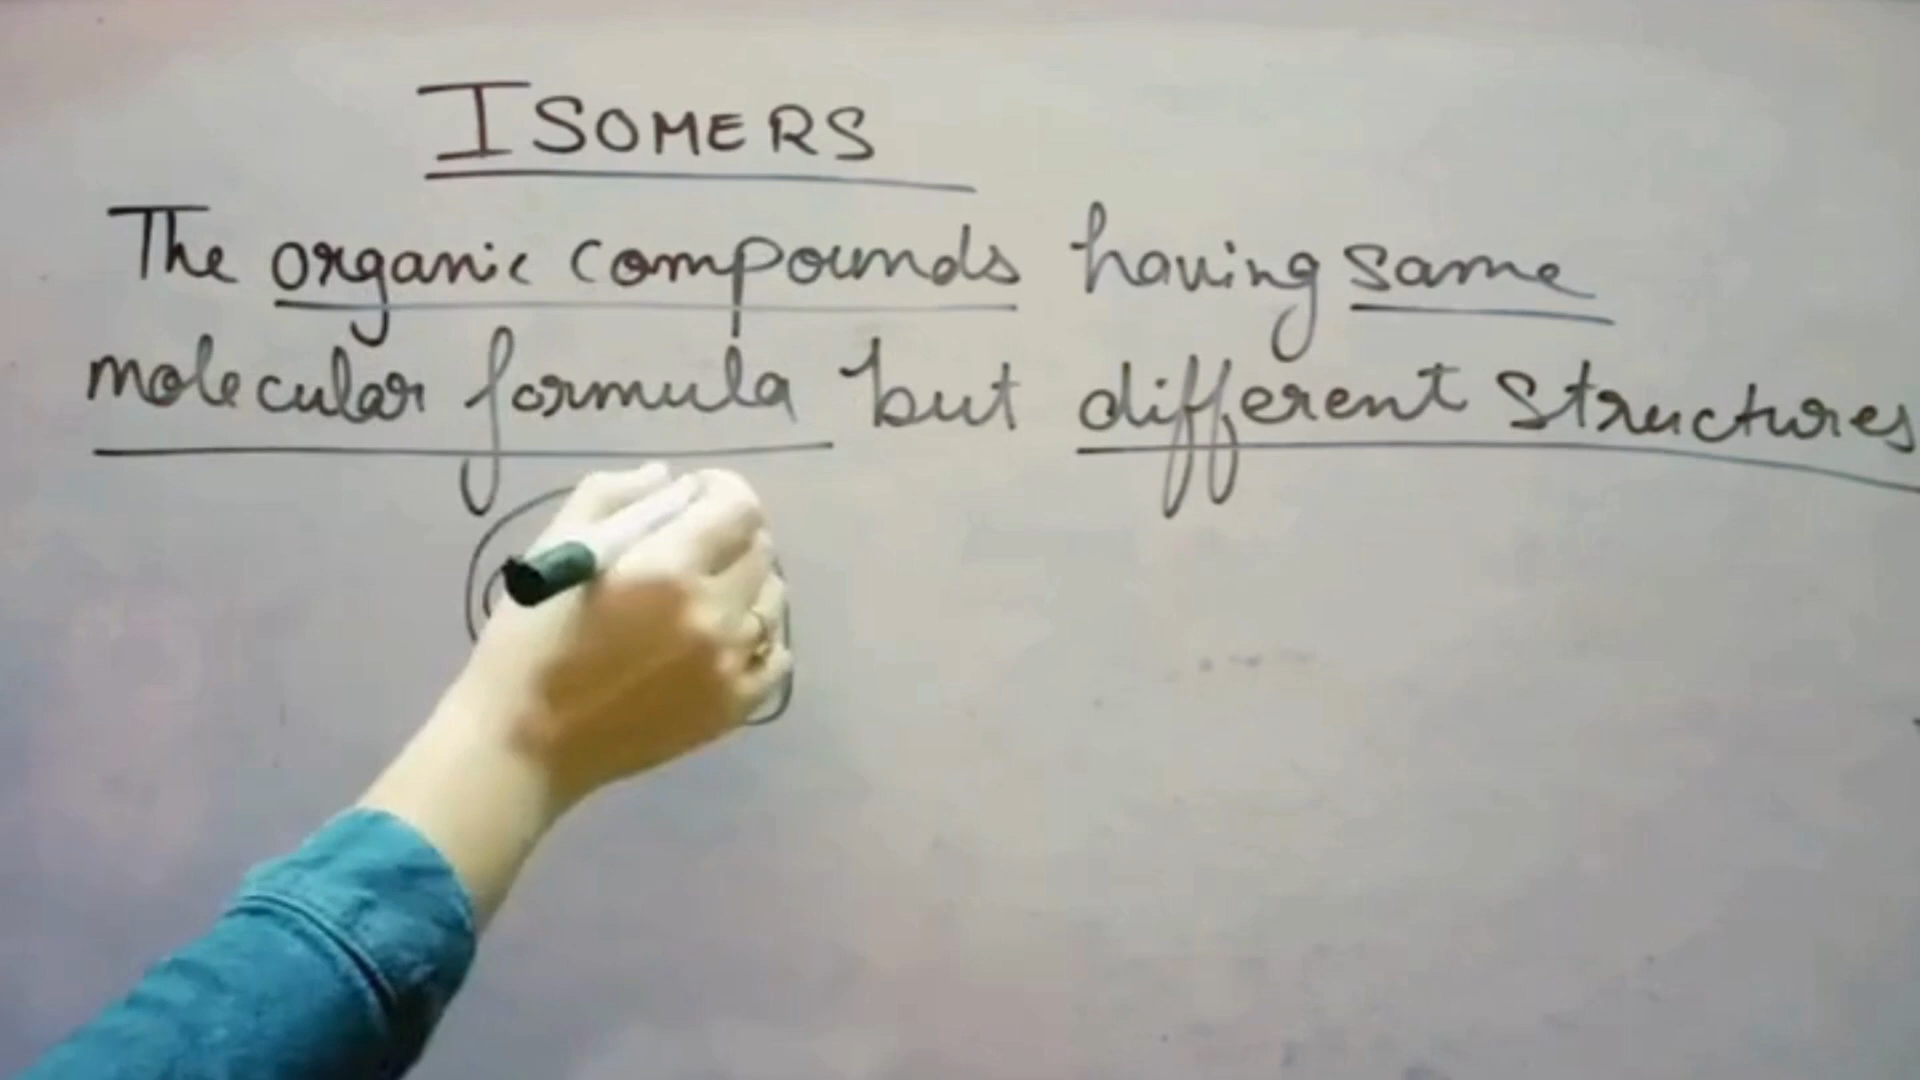 ISOMERS
The organic compounds having same
molecular formula but different structures